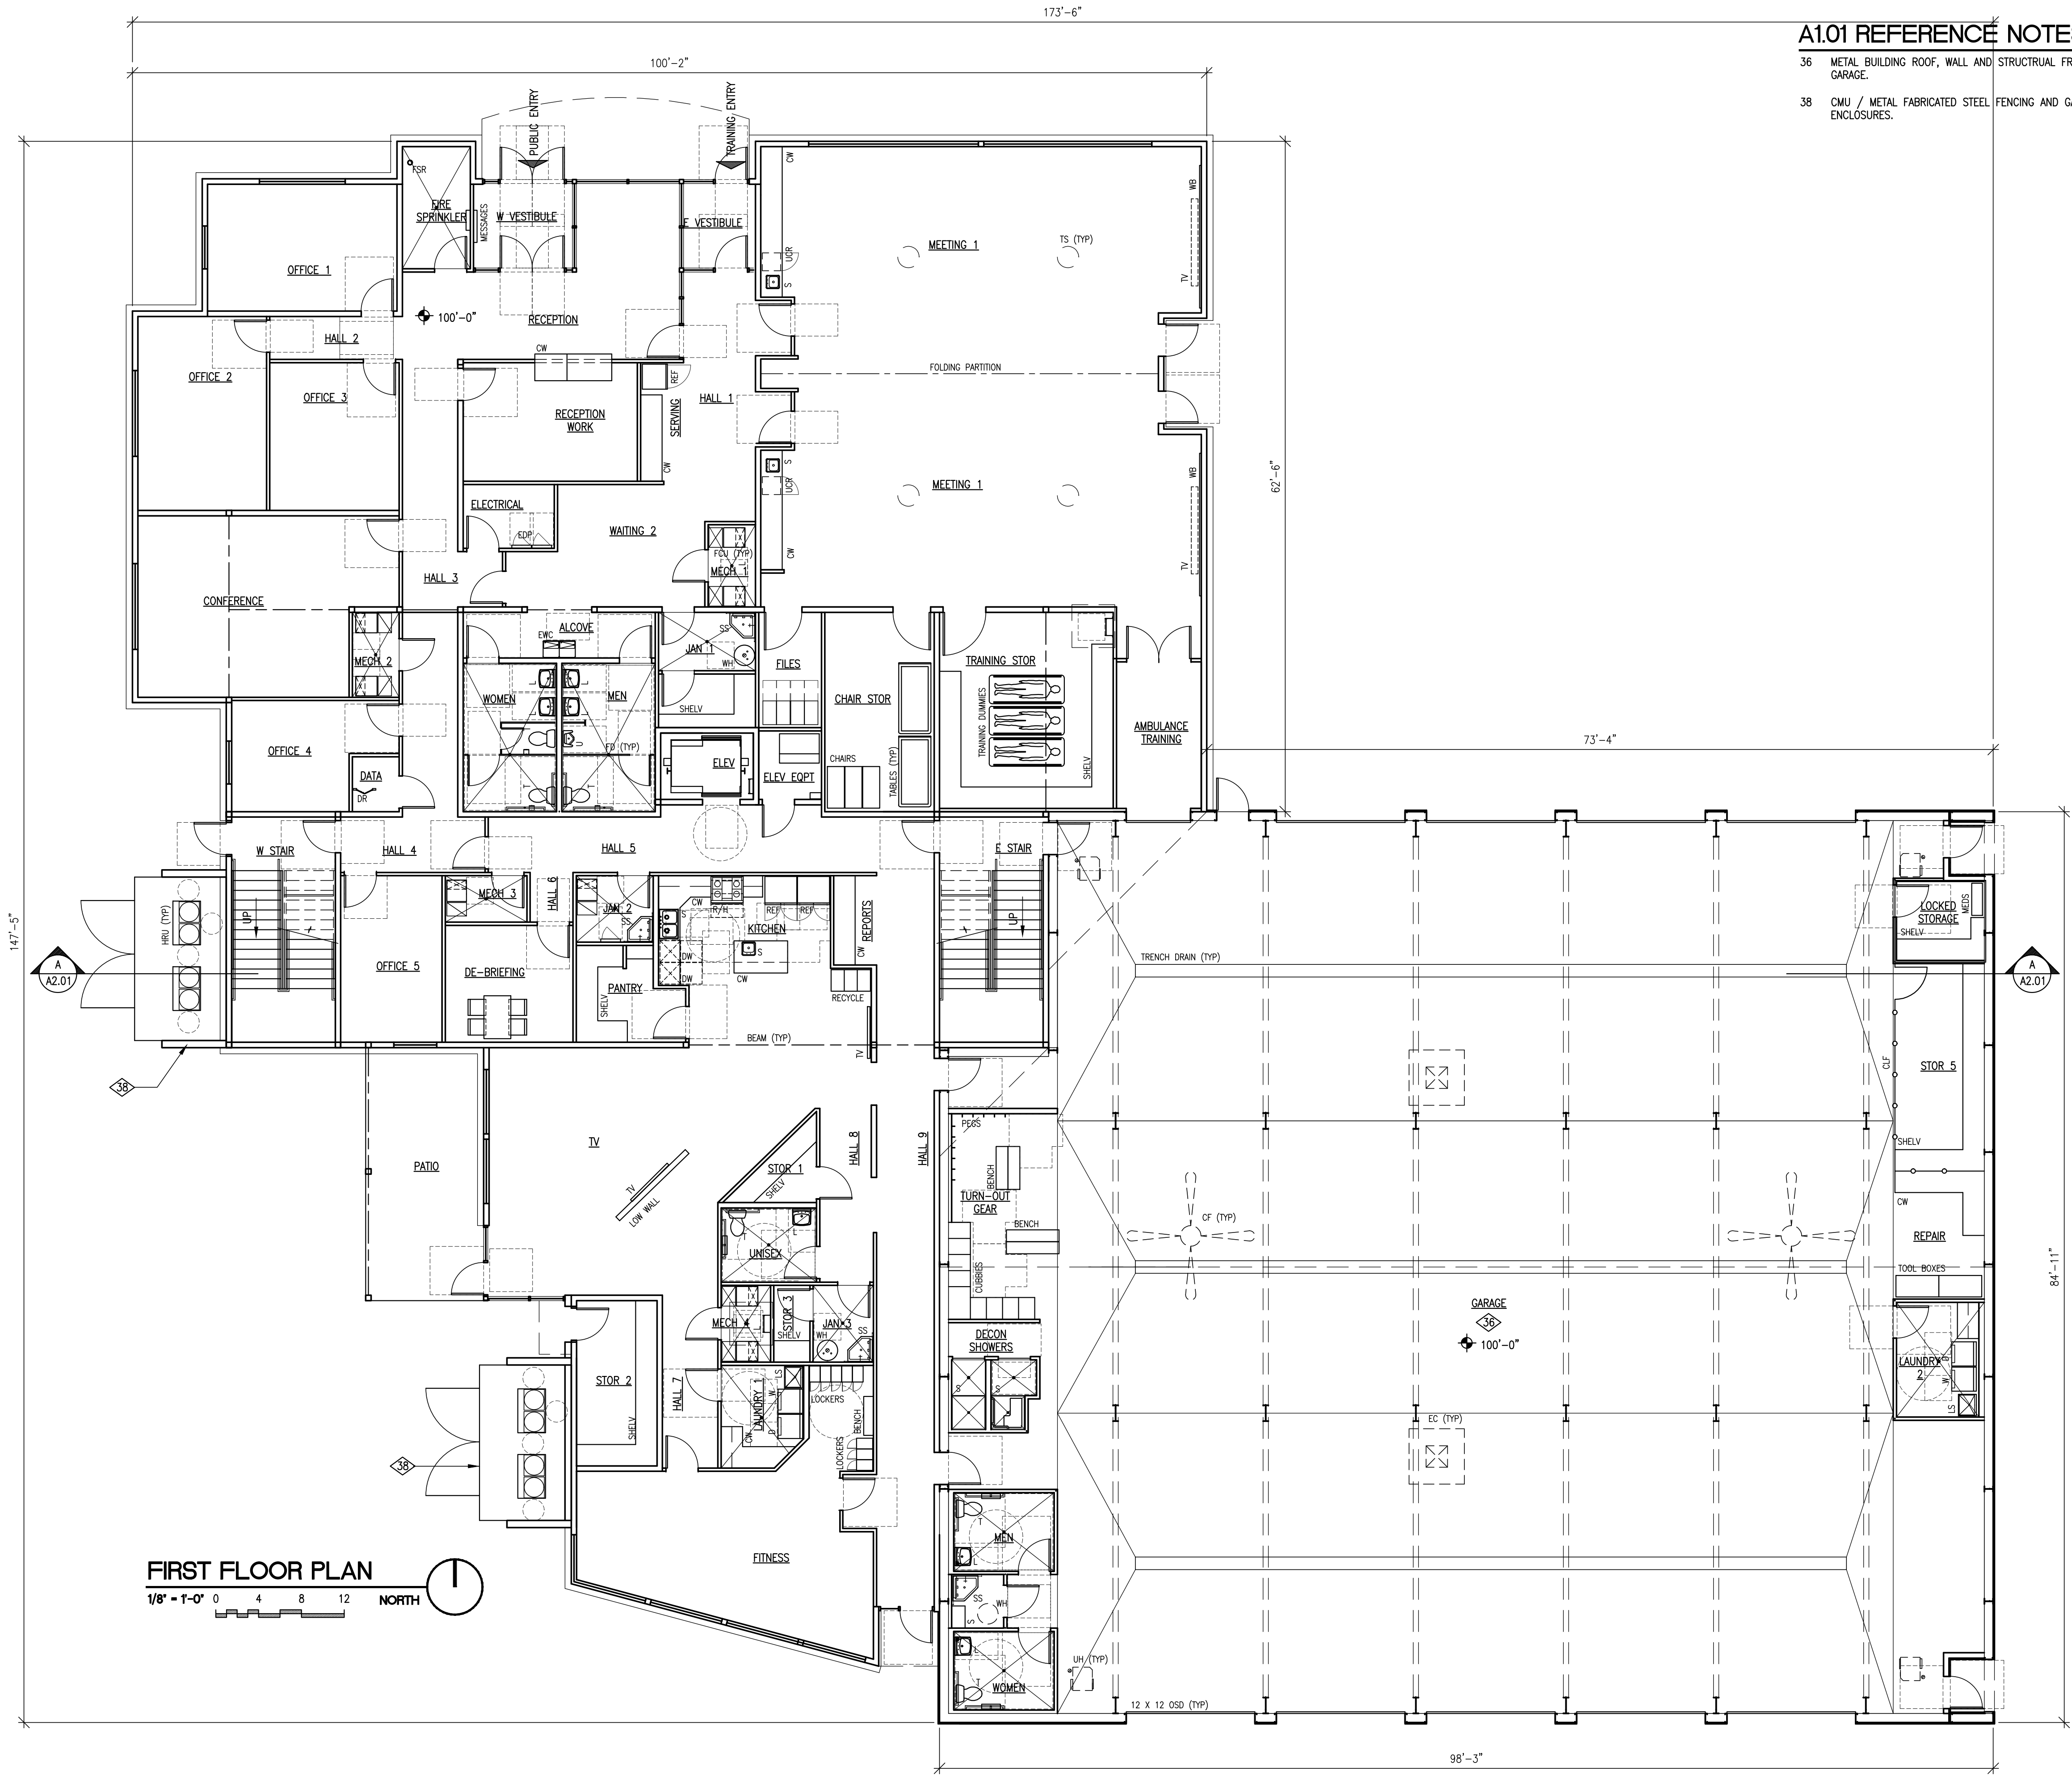 173'-6"
A1.01 REFERENCE NOTE
100'-2"
36 METAL BUILDING ROOF, WALL AND STRUCTRUAL FR
GARAGE.
38 CMU / METAL FABRICATED STEEL FENCING AND GA
ENCLOSURES.
PUBLIC ENTRY
TRAINING ENTRY
FSR
FIRE
SPRINKLER
MESSAGES
W VESTIBULE
E VESTIBULE
CW
UCR
S
MEETING 1
TS (TYP)
WB
TV
OFFICE 1
100'-0"
RECEPTION
HALL 2
CW
OFFICE 2
OFFICE 3
REF
FOLDING PARTITION
RECEPTION
WORK
SERVING
HALL 1
CW
S
UCR
MEETING 1
WB
TV
62'-6"
ELECTRICAL
EDP
WAITING 2
FCU (TYP)
MECH 1
CW
HALL 3
CONFERENCE
ALCOVE
EWC
SS
JAN 1
WH
MECH 2
FILES
TRAINING STOR
WOMEN
L
L
MEN
SHELV
CHAIR STOR
TRAINING DUMMIES
AMBULANCE
TRAINING
73'-4"
U
FD (TYP)
OFFICE 4
ELEV
CHAIRS
TABLES (TYP)
SHELV
DATA
DR
ELEV EQPT
T
T
W STAIR
HALL 4
HALL 5
E STAIR
147'-5"
HRU (TYP)
UP
MECH 3
HALL 6
JAN 2
SS
CW
R/H
REF
REF
S
KITCHEN
REPORTS
UP
LOCKED
STORAGE
MEDS
SHELV
A
A2.01
OFFICE 5
DE-BRIEFING
PANTRY
SHELV
DW
DW
S
CW
CW
RECYCLE
TRENCH DRAIN (TYP)
A
A2.01
BEAM (TYP)
TV
38
CLF
STOR 5
SHELV
PATIO
TV
TV
LOW WALL
STOR 1
SHELV
HALL 8
HALL 9
PEGS
BENCH
TURN-OUT
GEAR
BENCH
CUBBIES
CF (TYP)
CW
REPAIR
TOOL BOXES
84'-11"
T
L
UNISEX
GARAGE
36
100'-0"
MECH 4
STOR 3
SHELV
JAN 3
WH
SS
DECON
SHOWERS
S
S
LAUNDRY
2
D
W
LS
STOR 2
SHELV
HALL 7
LAUNDRY 1
CW
D
W
LS
LOCKERS
BENCH
LOCKERS
EC (TYP)
38
T
MEN
L
FITNESS
SS
WH
S
L
T
WOMEN
UH (TYP)
12 X 12 OSD (TYP)
FIRST FLOOR PLAN
1/8" = 1'-0" 0 4 8 12 NORTH
98'-3"